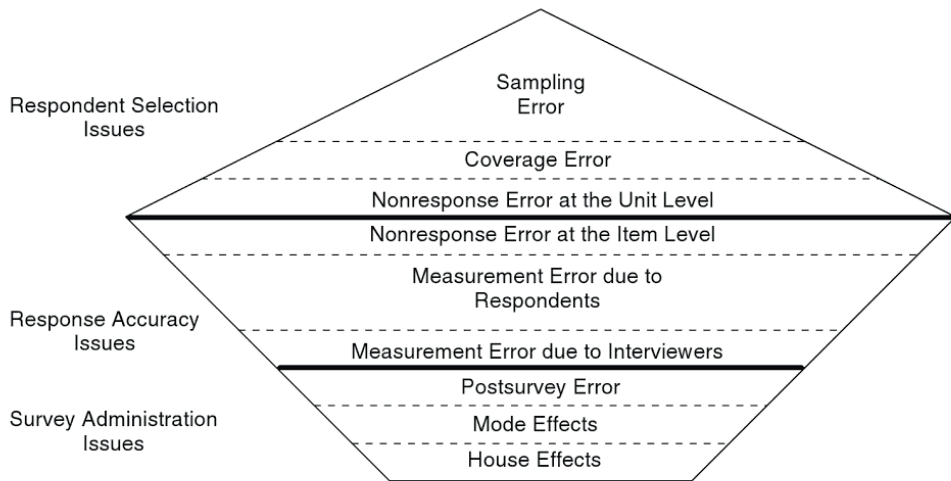 Respondent Selection
Issues
Sampling
Error
Coverage Error
Nonresponse Error at the Unit Level
Response Accuracy
Issues
Nonresponse Error at the Item Level
Measurement Error due to
Respondents
Measurement Error due to Interviewers
Survey Administration
Issues
Postsurvey Error
Mode Effects
House Effects